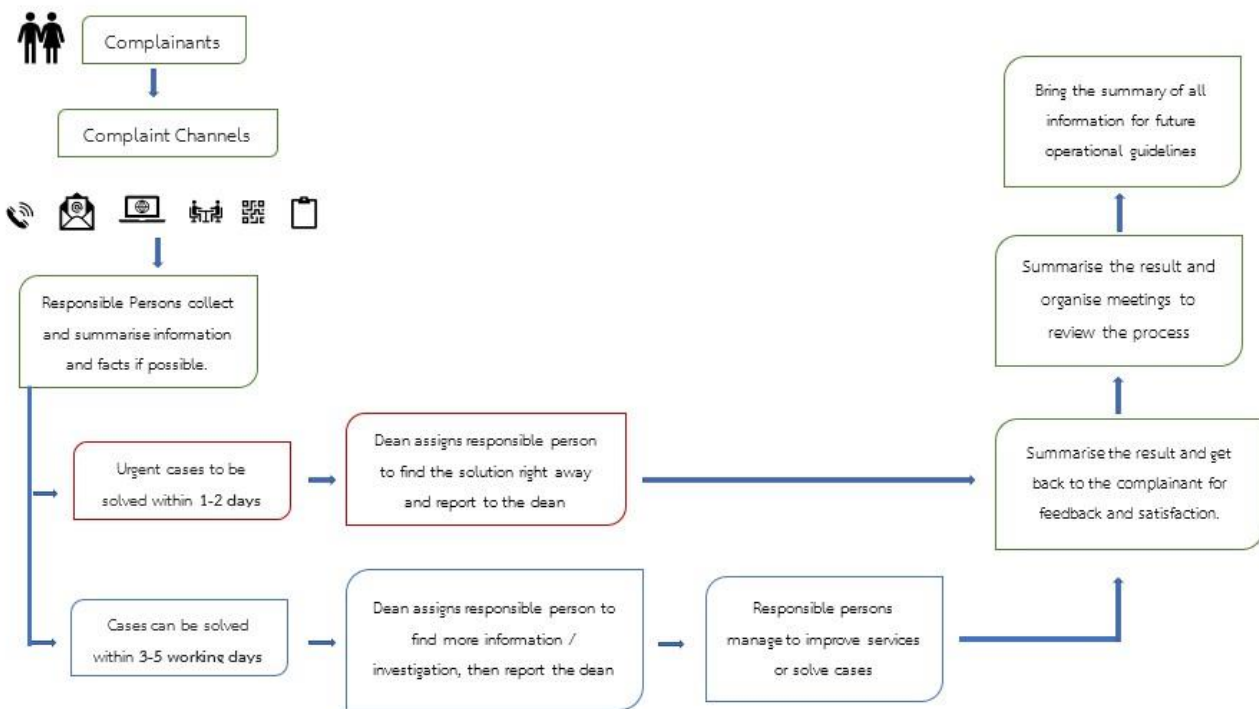 Complainants
Complaint Channels
@
Responsible Persons collect
and summarise information
and facts if possible.
Urgent cases to be
solved within 1-2 days
Dean assigns responsible person
to find the solution right away
and report to the dean
Cases can be solved
within 3-5 working days
Dean assigns responsible person to
find more information /
investigation, then report the dean
Responsible persons
manage to improve services
or solve cases
Summarise the result and get
back to the complainant for
feedback and satisfaction.
Summarise the result and
organise meetings to
review the process
Bring the summary of all
information for future
operational guidelines